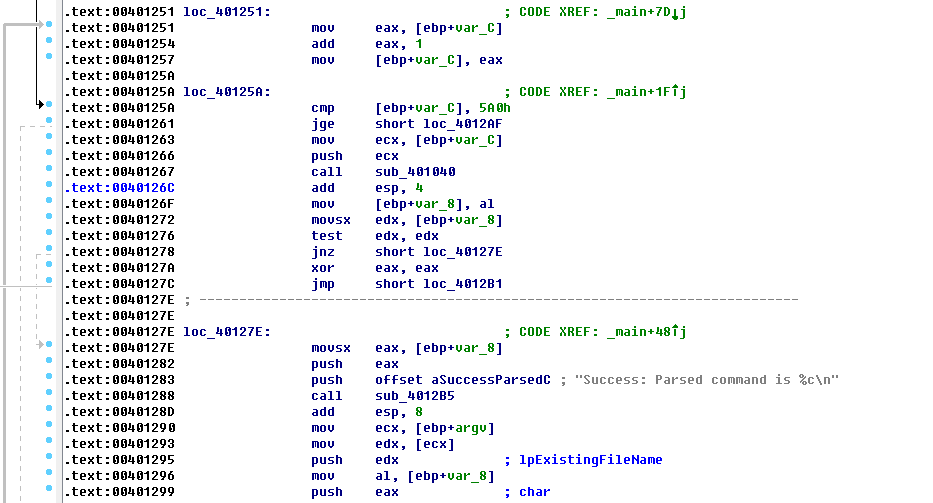 .text:00401251 loc_401251: ; CODE XREF: _main+7D↓j
.text:00401251 mov eax, [ebp+var_C]
.text:00401254 add eax, 1
.text:00401257 mov [ebp+var_C], eax
.text:0040125A
.text:0040125A loc_40125A: ; CODE XREF: _main+1F↑j
.text:0040125A cmp [ebp+var_C], 5A0h
.text:00401261 jge short loc_4012AF
.text:00401263 mov ecx, [ebp+var_C]
.text:00401266 push ecx
.text:00401267 call sub_401040
.text:0040126C add esp, 4
.text:0040126F mov [ebp+var_8], al
.text:00401272 movsx edx, [ebp+var_8]
.text:00401276 test edx, edx
.text:00401278 jnz short loc_40127E
.text:0040127A xor eax, eax
.text:0040127C jmp short loc_4012B1
.text:0040127E ; ---------------------------------------------------------------------------
.text:0040127E
.text:0040127E loc_40127E: ; CODE XREF: _main+48↑j
.text:0040127E movsx eax, [ebp+var_8]
.text:00401282 push eax
.text:00401283 push offset aSuccessParsedC ; "Success: Parsed command is %c\n"
.text:00401288 call sub_4012B5
.text:0040128D add esp, 8
.text:00401290 mov ecx, [ebp+argv]
.text:00401293 mov edx, [ecx]
.text:00401295 push edx ; lpExistingFileName
.text:00401296 mov al, [ebp+var_8]
.text:00401299 push eax ; char